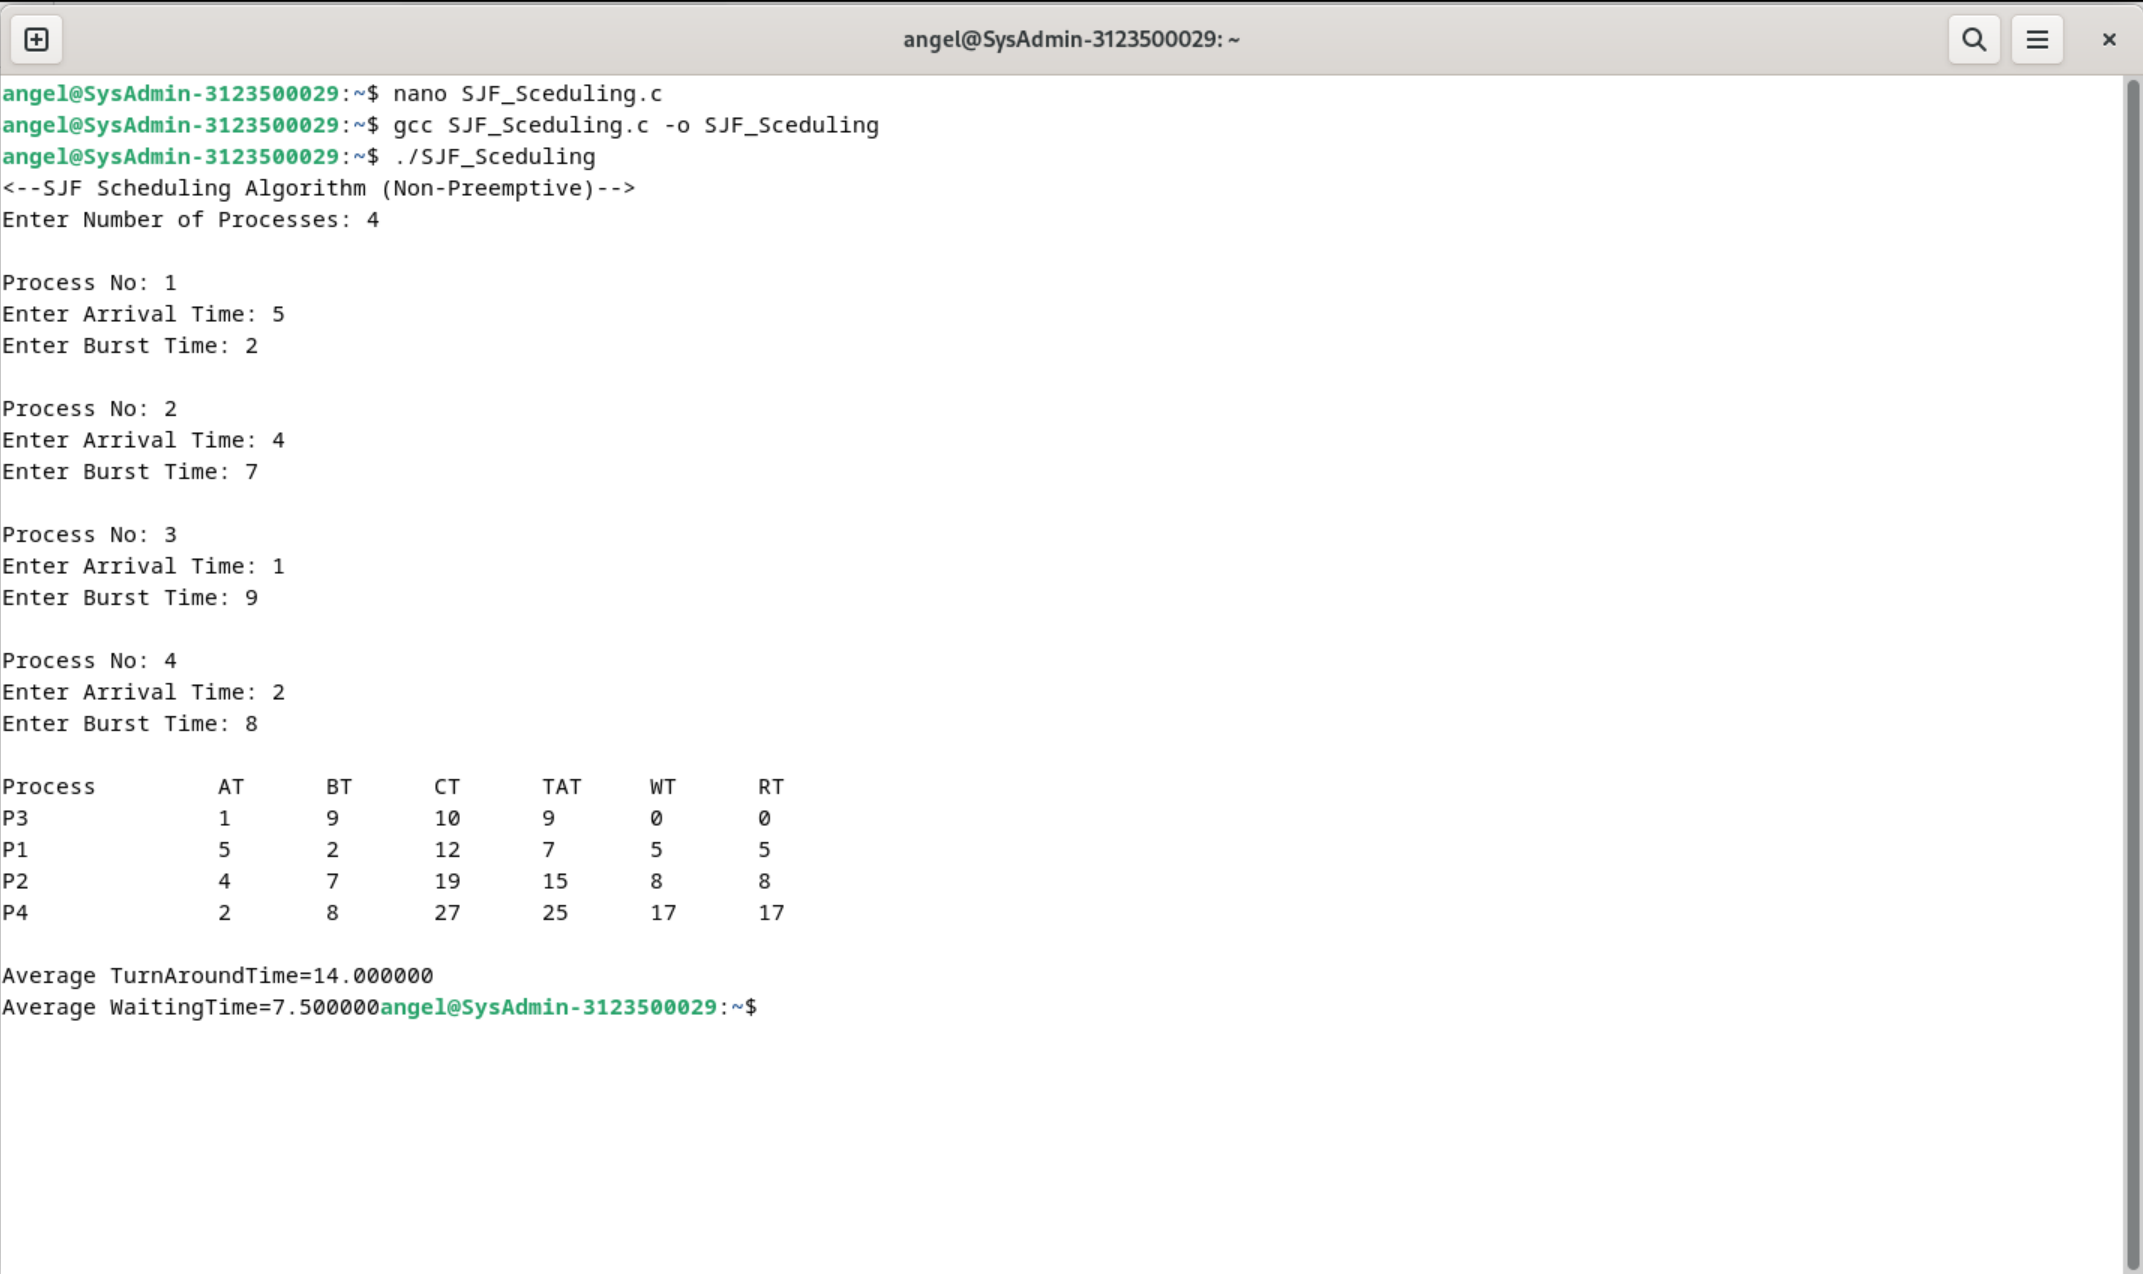 angel@SysAdmin-3123500029: ~
angel@SysAdmin-3123500029:~$ nano SJF_Sceduling.c
angel@SysAdmin-3123500029:~$ gcc SJF_Sceduling.c -o SJF_Sceduling
angel@SysAdmin-3123500029:~$ ./SJF_Sceduling
<--SJF Scheduling Algorithm (Non-Preemptive)-->
Enter Number of Processes: 4
Process No: 1
Enter Arrival Time: 5
Enter Burst Time: 2
Process No: 2
Enter Arrival Time: 4
Enter Burst Time: 7
Process No: 3
Enter Arrival Time: 1
Enter Burst Time: 9
Process No: 4
Enter Arrival Time: 2
Enter Burst Time: 8
Process AT BT CT TAT WT RT
P3 1 9 10 9 0 0
P1 5 2 12 7 5 5
P2 4 7 19 15 8 8
P4 2 8 27 25 17 17
Average TurnAroundTime=14.000000
Average WaitingTime=7.500000angel@SysAdmin-3123500029:~$